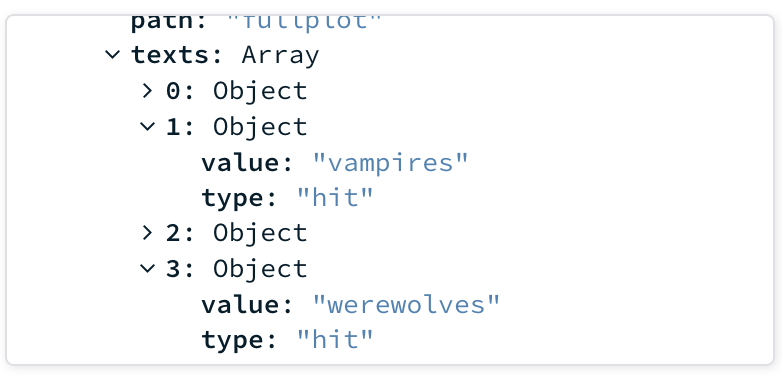 path: "fullplot"
texts: Array
0: Object
1: Object
value: "vampires"
type: "hit"
2: Object
3: Object
value: "werewolves"
type: "hit"